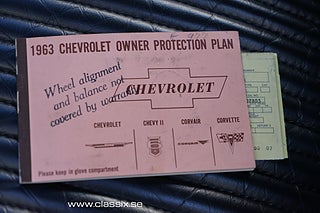 1963 CHEVROLET OWNER PROTECTION PLAN
Wheel alignment
and balance not
covered by
CHEVROLET
CHEVROLET CHEVY II CORVAIR CORVETTE
Please keep in glove compartment
www.classix.se